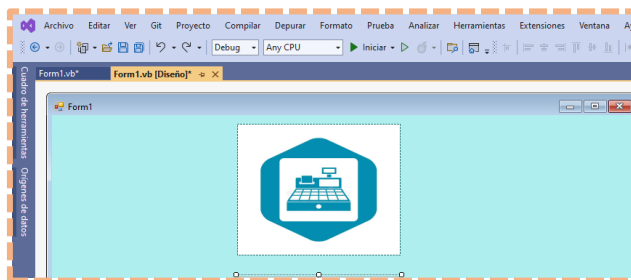 Archivo Editar Ver Git Proyecto Compilar Depurar Formato Prueba Analizar Herramientas Extensiones Ventana
Debug Any CPU Iniciar
Form1.vb* Form1.vb [Diseño]*
Cuadro de herramientas
Orígenes de datos
Form1